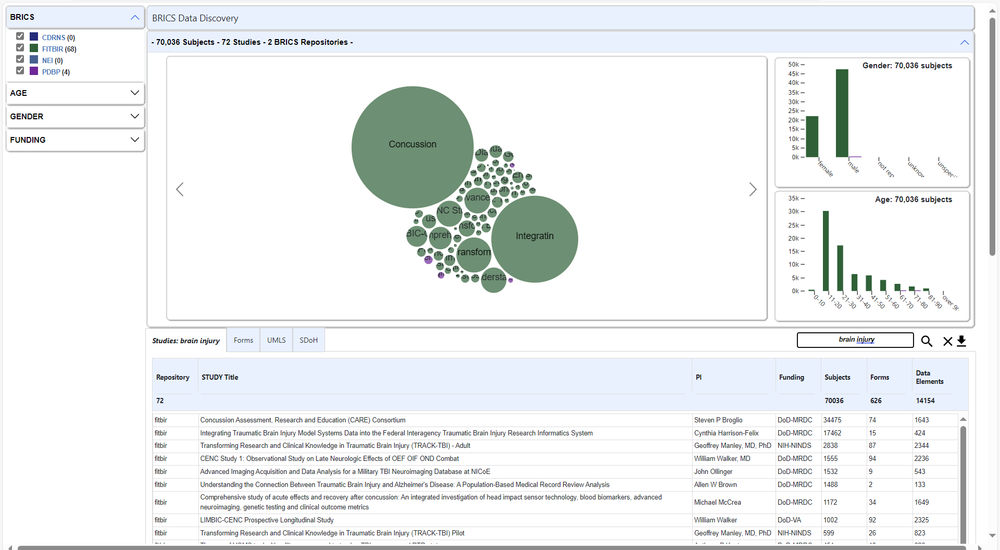 BRICS
CDRNS (0)
FITBIR (68)
NEI (0)
PDBP (4)
AGE
GENDER
FUNDING
BRICS Data Discovery
- 70,036 Subjects - 72 Studies - 2 BRICS Repositories -
Concussion
Integratin
ransform
dersta
vance
NC St
npreh
BIC-
us
nsfc
Gender: 70,036 subjects
50k
45k
40k
35k
30k
25k
20k
15k
10k
5k
0k
female
male
not rep
unkno
unspec
Age: 70,036 subjects
35k
30k
25k
20k
15k
10k
5k
0k
0-10
11-20
21-30
31-40
41-50
51-60
61-70
71-80
81-90
over 9
Studies: brain injury
Forms
UMLS
SDoH
brain injury
Repository STUDY Title PI Funding Subjects Forms Data Elements
72 70036 626 14154
fitbir Concussion Assessment, Research and Education (CARE) Consortium Steven P Broglio DoD-MRDC 34475 74 1643
fitbir Integrating Traumatic Brain Injury Model Systems Data into the Federal Interagency Traumatic Brain Injury Research Informatics System Cynthia Harrison-Felix DoD-MRDC 17462 15 424
fitbir Transforming Research and Clinical Knowledge in Traumatic Brain Injury (TRACK-TBI) - Adult Geoffrey Manley, MD, PhD NIH-NINDS 2838 87 2344
fitbir CENC Study 1: Observational Study on Late Neurologic Effects of OEF OIF OND Combat William Walker, MD DoD-MRDC 1555 94 2236
fitbir Advanced Imaging Acquisition and Data Analysis for a Military TBI Neuroimaging Database at NICoE John Ollinger DoD-MRDC 1532 9 543
fitbir Understanding the Connection Between Traumatic Brain Injury and Alzheimer's Disease: A Population-Based Medical Record Review Analysis Allen W Brown DoD-MRDC 1488 2 133
fitbir Comprehensive study of acute effects and recovery after concussion: An integrated investigation of head impact sensor technology, blood biomarkers, advanced
neuroimaging, genetic testing and clinical outcome metrics Michael McCrea DoD-MRDC 1172 34 1649
fitbir LIMBIC-CENC Prospective Longitudinal Study William Walker DoD-VA 1002 92 2325
fitbir Transforming Research and Clinical Knowledge in Traumatic Brain Injury (TRACK-TBI) Pilot Geoffrey Manley, MD, PhD NIH-NINDS 599 26 823